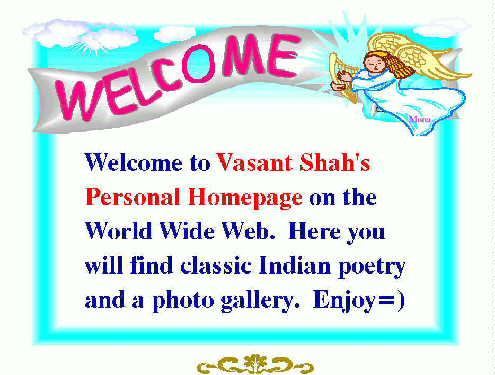 WELCOME
Welcome to Vasant Shah's
Personal Homepage on the
World Wide Web.  Here you
will find classic Indian poetry
and a photo gallery.  Enjoy=)